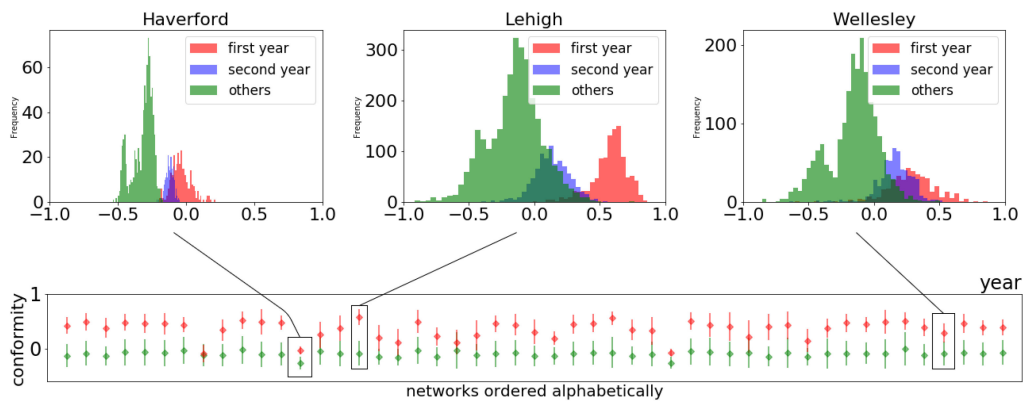 Haverford
Lehigh
Wellesley
first year
second year
others
Frequency
60
40
20
0
−1.0 −0.5 0.0 0.5 1.0
first year
second year
others
Frequency
300
200
100
0
−1.0 −0.5 0.0 0.5 1.0
first year
second year
others
Frequency
200
100
0
−1.0 −0.5 0.0 0.5 1.0
year
conformity
1
0
networks ordered alphabetically